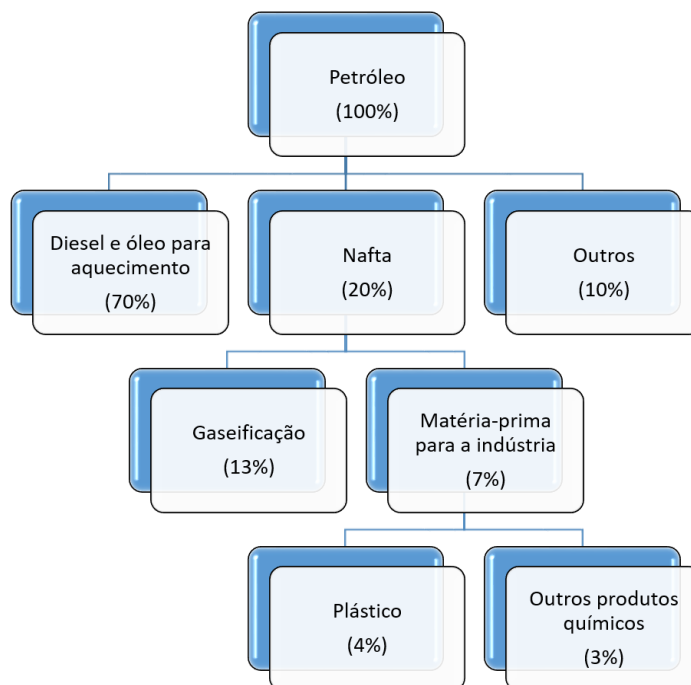 Petróleo
(100%)
Diesel e óleo para
aquecimento
(70%)
Nafta
(20%)
Outros
(10%)
Gaseificação
(13%)
Matéria-prima
para a indústria
(7%)
Plástico
(4%)
Outros produtos
químicos
(3%)